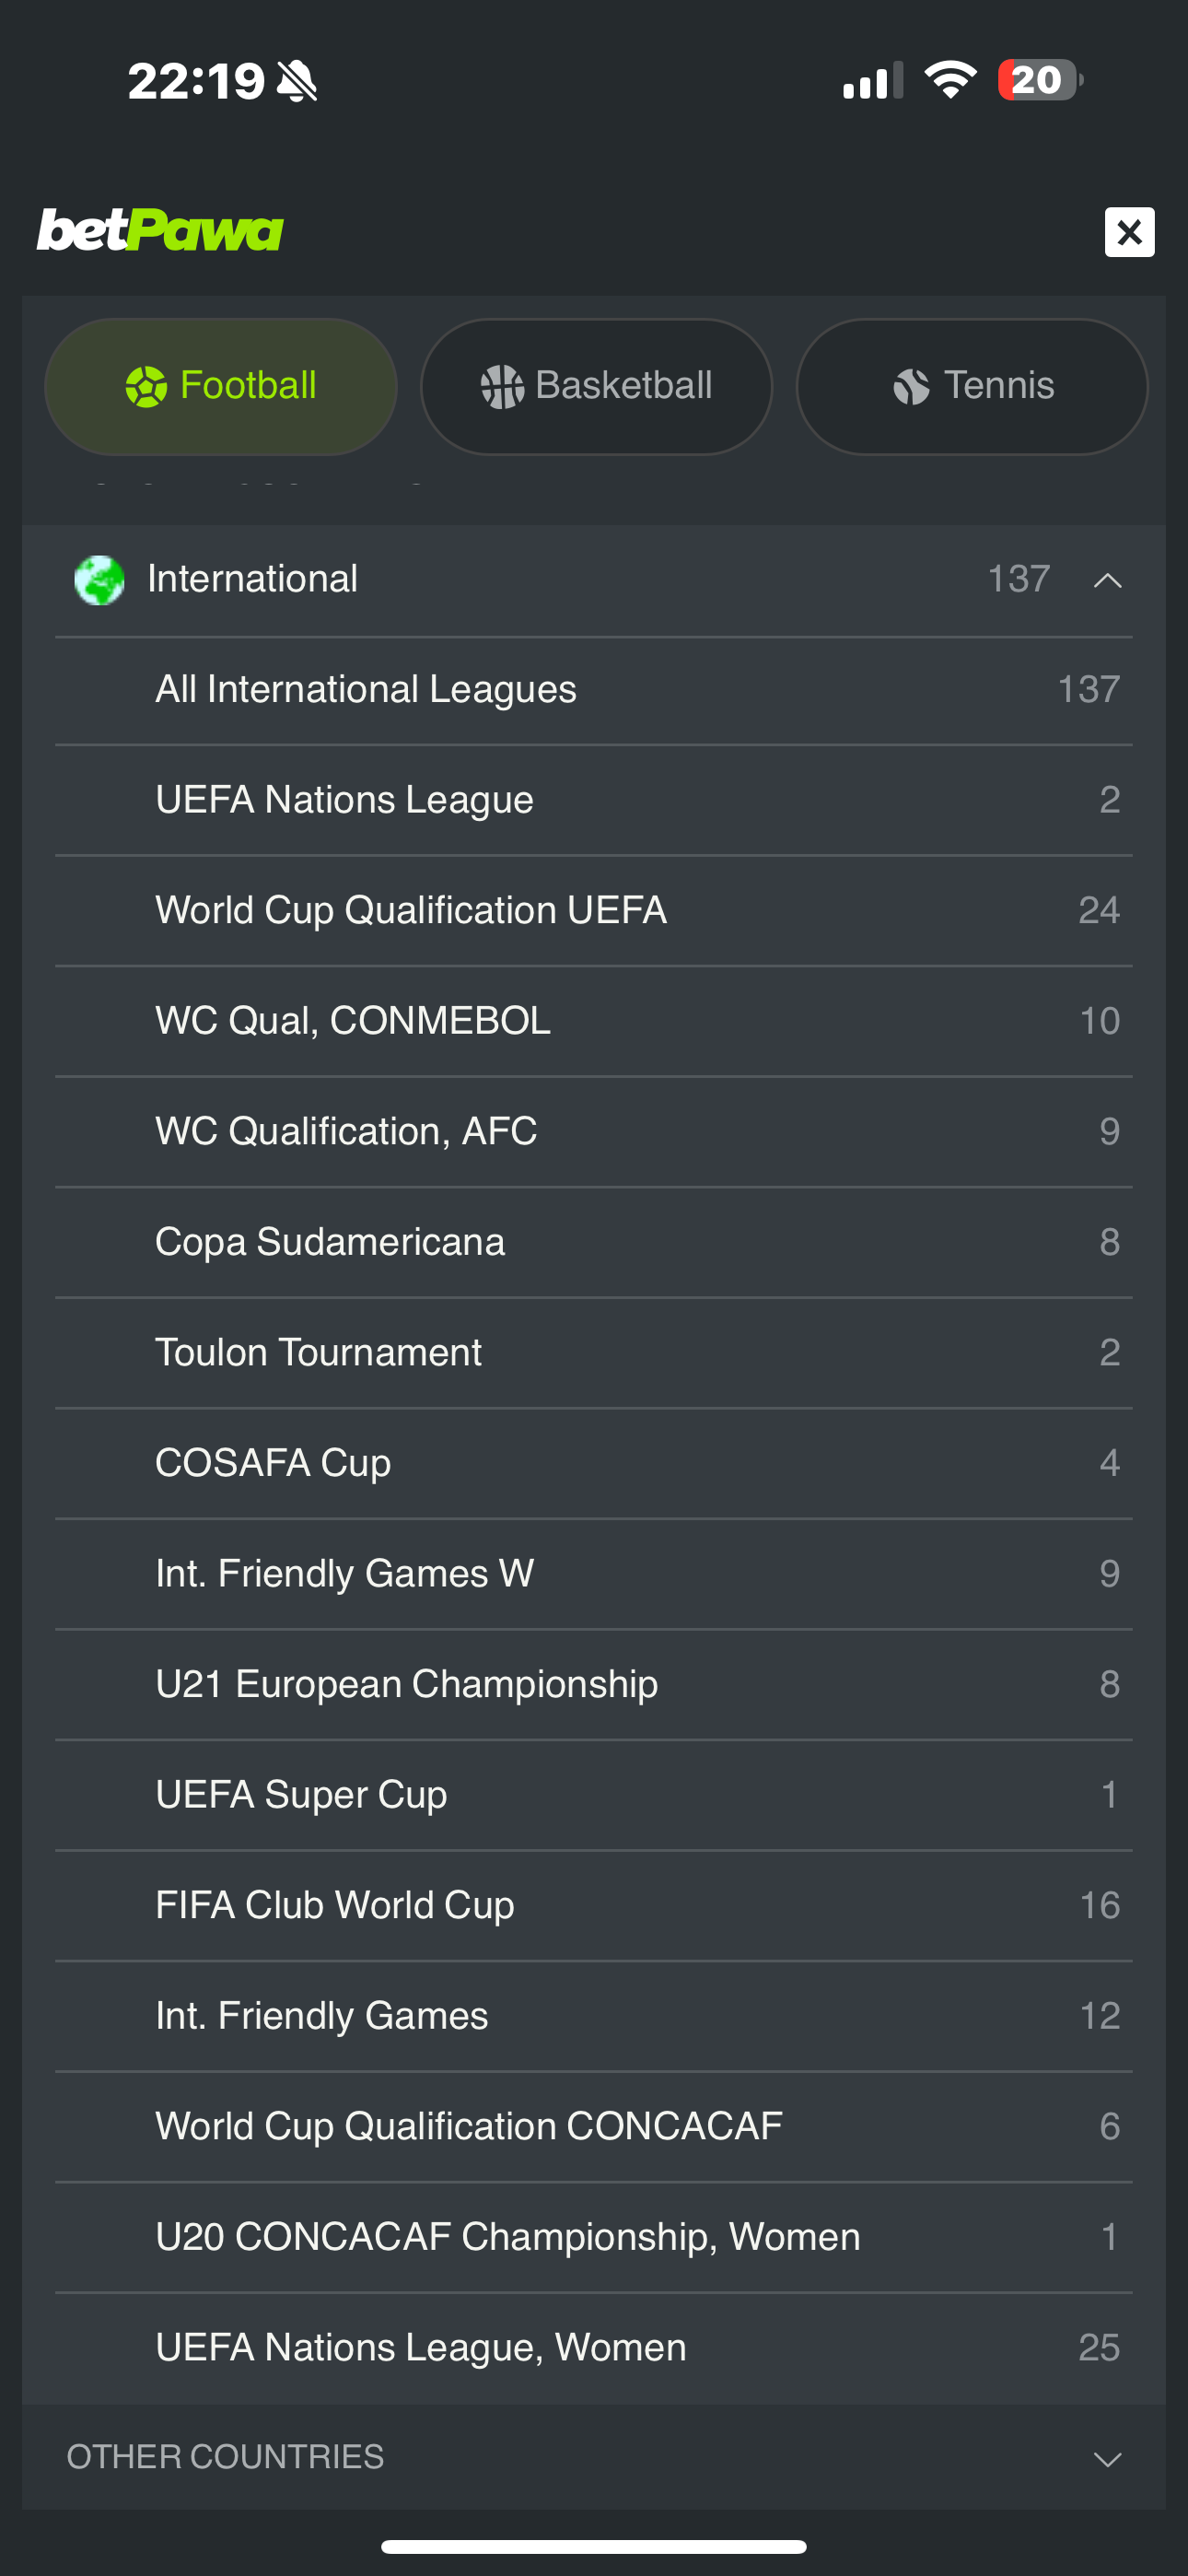 22:19
20
betPawa
Football
Basketball
Tennis
International 137
All International Leagues 137
UEFA Nations League 2
World Cup Qualification UEFA 24
WC Qual, CONMEBOL 10
WC Qualification, AFC 9
Copa Sudamericana 8
Toulon Tournament 2
COSAFA Cup 4
Int. Friendly Games W 9
U21 European Championship 8
UEFA Super Cup 1
FIFA Club World Cup 16
Int. Friendly Games 12
World Cup Qualification CONCACAF 6
U20 CONCACAF Championship, Women 1
UEFA Nations League, Women 25
OTHER COUNTRIES